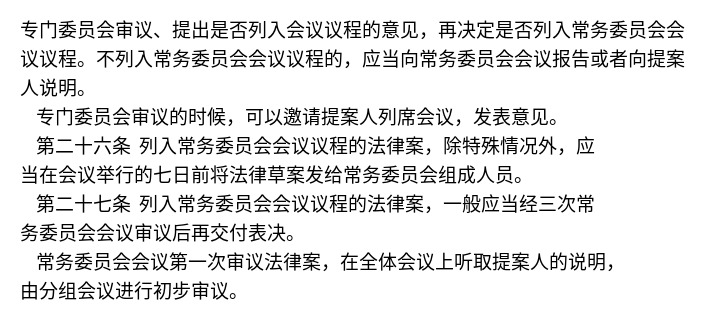 专门委员会审议、提出是否列入会议议程的意见，再决定是否列入常务委员会会
议议程。不列入常务委员会会议议程的，应当向常务委员会会议报告或者向提案
人说明。
专门委员会审议的时候，可以邀请提案人列席会议，发表意见。
第二十六条 列入常务委员会会议议程的法律案，除特殊情况外，应
当在会议举行的七日前将法律草案发给常务委员会组成人员。
第二十七条 列入常务委员会会议议程的法律案，一般应当经三次常
务委员会会议审议后再交付表决。
常务委员会会议第一次审议法律案，在全体会议上听取提案人的说明，
由分组会议进行初步审议。